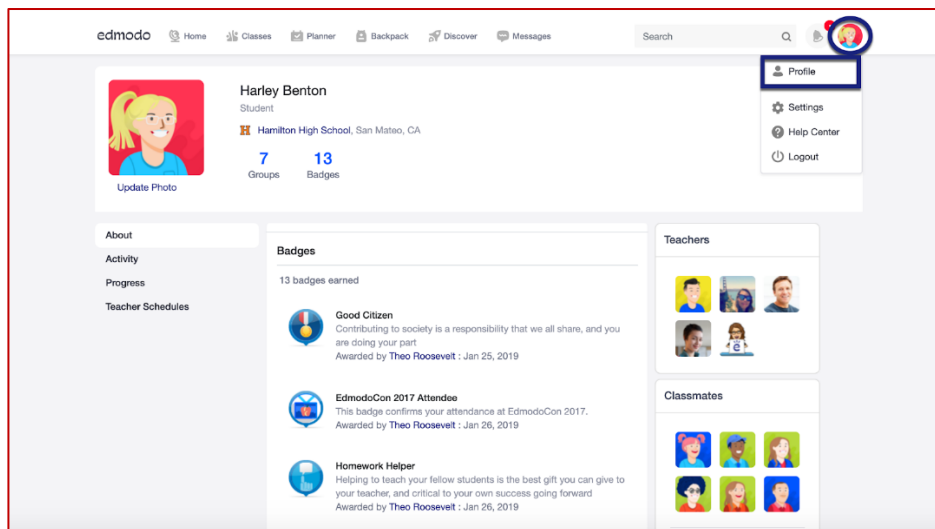 edmodo Home Classes Planner Backpack Discover Messages Search
Profile
Settings
Help Center
Logout
Harley Benton
Student
H Hamilton High School, San Mateo, CA
7 13
Groups Badges
Update Photo
About
Activity
Progress
Teacher Schedules
Badges
13 badges earned
Good Citizen
Contributing to society is a responsibility that we all share, and you
are doing your part
Awarded by Theo Roosevelt : Jan 25, 2019
EdmodoCon 2017 Attendee
This badge confirms your attendance at EdmodoCon 2017.
Awarded by Theo Roosevelt : Jan 26, 2019
Homework Helper
Helping to teach your fellow students is the best gift you can give to
your teacher, and critical to your own success going forward
Awarded by Theo Roosevelt : Jan 26, 2019
Teachers
Classmates